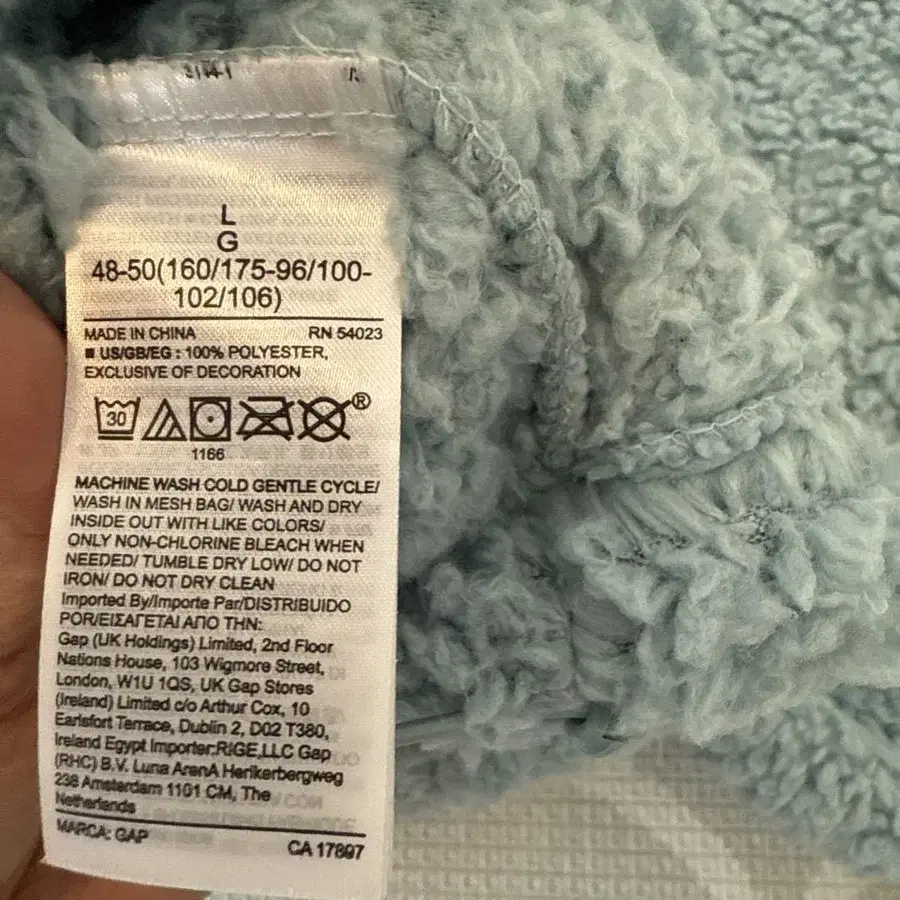 L
G
48-50(160/175-96/100-
102/106)
MADE IN CHINA RN 54023
■ US/GB/EG : 100% POLYESTER,
EXCLUSIVE OF DECORATION
30 ®
1166
MACHINE WASH COLD GENTLE CYCLE/
WASH IN MESH BAG/ WASH AND DRY
INSIDE OUT WITH LIKE COLORS/
ONLY NON-CHLORINE BLEACH WHEN
NEEDED/ TUMBLE DRY LOW/ DO NOT
IRON/ DO NOT DRY CLEAN
Imported By/Importe Par/DISTRIBUIDO
POR/ΕΙΣΑΓΕΤΑΙ ΑΠΟ ΤΗΝ:
Gap (UK Holdings) Limited, 2nd Floor
Nations House, 103 Wigmore Street,
London, W1U 1QS, UK Gap Stores
(Ireland) Limited c/o Arthur Cox, 10
Earlsfort Terrace, Dublin 2, D02 T380,
Ireland Egypt Importer:RIGE,LLC Gap
(RHC) B.V. Luna ArenA Herikerbergweg
238 Amsterdam 1101 CM, The
Netherlands
MARCA: GAP CA 17897